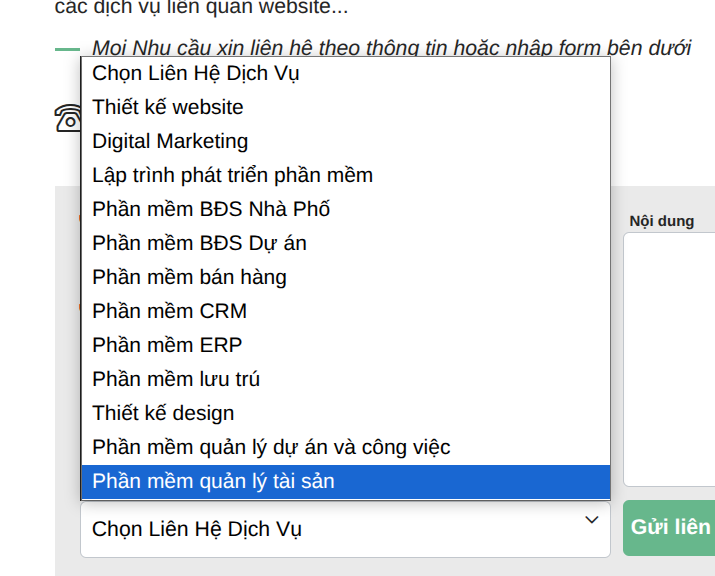 các dịch vụ liên quan website...
Mọi Nhu cầu xin liên hệ theo thông tin hoặc nhập form bên dưới
Chọn Liên Hệ Dịch Vụ
Thiết kế website
Digital Marketing
Lập trình phát triển phần mềm
Phần mềm BĐS Nhà Phố
Phần mềm BĐS Dự án
Phần mềm bán hàng
Phần mềm CRM
Phần mềm ERP
Phần mềm lưu trú
Thiết kế design
Phần mềm quản lý dự án và công việc
Phần mềm quản lý tài sản
Chọn Liên Hệ Dịch Vụ
Nội dung
Gửi liên